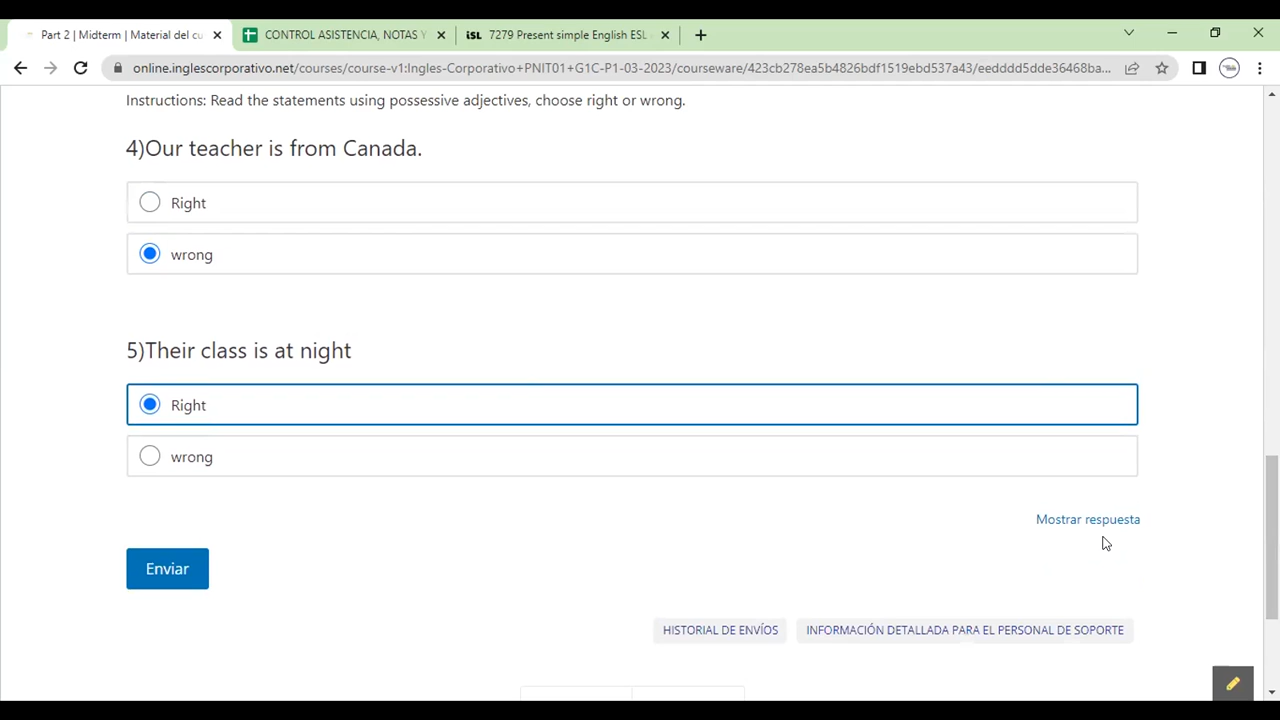 Part 2 | Midterm | Material del cu
CONTROL ASISTENCIA, NOTAS Y
iSL 7279 Present simple English ESL
online.inglescorporativo.net/courses/course-v1:Ingles-Corporativo+PNIT01+G1C-P1-03-2023/courseware/423cb278ea5b4826bdf1519ebd537a43/eedddd5dde36468ba...
Instructions: Read the statements using possessive adjectives, choose right or wrong.
4)Our teacher is from Canada.
Right
wrong
5)Their class is at night
Right
wrong
Mostrar respuesta
Enviar
HISTORIAL DE ENVÍOS
INFORMACIÓN DETALLADA PARA EL PERSONAL DE SOPORTE